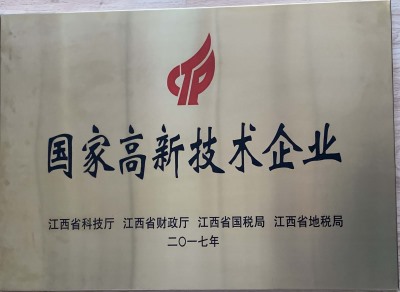 CTP
国家高新技术企业
江西省科技厅 江西省财政厅 江西省国税局 江西省地税局
二〇一七年